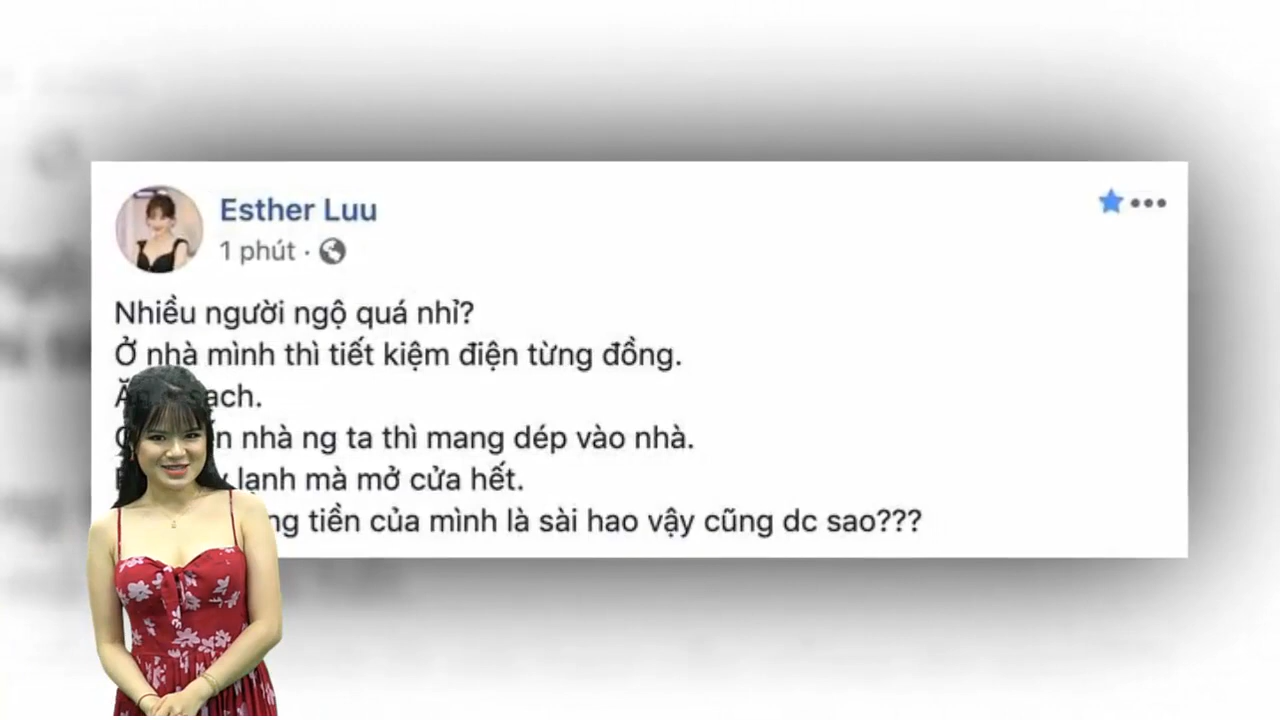 Esther Luu
1 phút ·
Nhiều người ngộ quá nhỉ?
Ở nhà mình thì tiết kiệm điện từng đồng.
sạch.
nhà ng ta thì mang dép vào nhà.
lạnh mà mở cửa hết.
tiền của mình là sài hao vậy cũng dc sao???